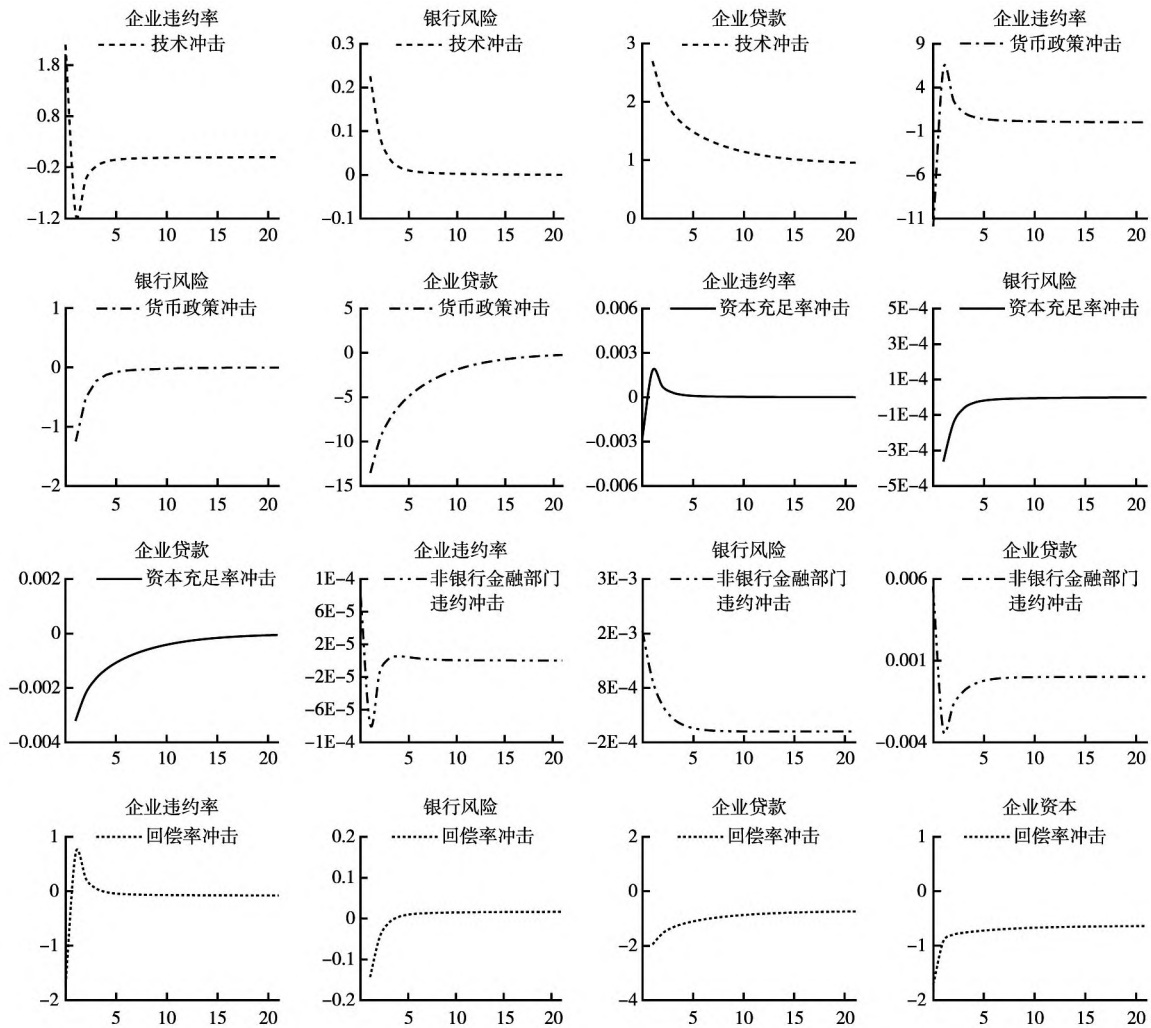 企业违约率
技术冲击
1.8
0.8
−0.2
−1.2
5 10 15 20
银行风险
技术冲击
0.3
0.2
0.1
0
−0.1
5 10 15 20
企业贷款
技术冲击
3
2
1
0
5 10 15 20
企业违约率
货币政策冲击
9
4
−1
−6
−11
5 10 15 20
银行风险
货币政策冲击
1
0
−1
−2
5 10 15 20
企业贷款
货币政策冲击
5
0
−5
−10
−15
5 10 15 20
企业违约率
资本充足率冲击
0.006
0.003
0
−0.003
−0.006
5 10 15 20
银行风险
资本充足率冲击
5E-4
3E-4
1E-4
−1E-4
−3E-4
−5E-4
5 10 15 20
企业贷款
资本充足率冲击
0.002
0
−0.002
−0.004
5 10 15 20
企业违约率
非银行金融部门
违约冲击
1E-4
6E-5
2E-5
−2E-5
−6E-5
−1E-4
5 10 15 20
银行风险
非银行金融部门
违约冲击
3E-3
2E-3
8E-4
−2E-4
5 10 15 20
企业贷款
非银行金融部门
违约冲击
0.006
0.001
−0.004
5 10 15 20
企业违约率
回偿率冲击
1
0
−1
−2
5 10 15 20
银行风险
回偿率冲击
0.2
0.1
0
−0.1
−0.2
5 10 15 20
企业贷款
回偿率冲击
2
0
−2
−4
5 10 15 20
企业资本
回偿率冲击
1
0
−1
−2
5 10 15 20